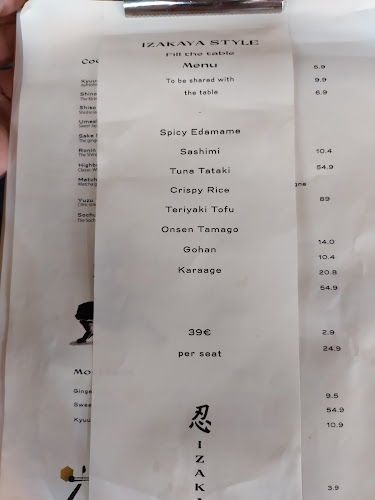 IZAKAYA STYLE
Fill the table
Menu
To be shared with
the table
Spicy Edamame
Sashimi
Tuna Tataki
Crispy Rice
Teriyaki Tofu
Onsen Tamago
Gohan
Karaage
39€
per seat
忍
I
Z
A
K
5.9
9.9
6.9
10.4
54.9
89
14.0
10.4
20.8
54.9
2.9
24.9
9.5
54.9
10.9
3.9